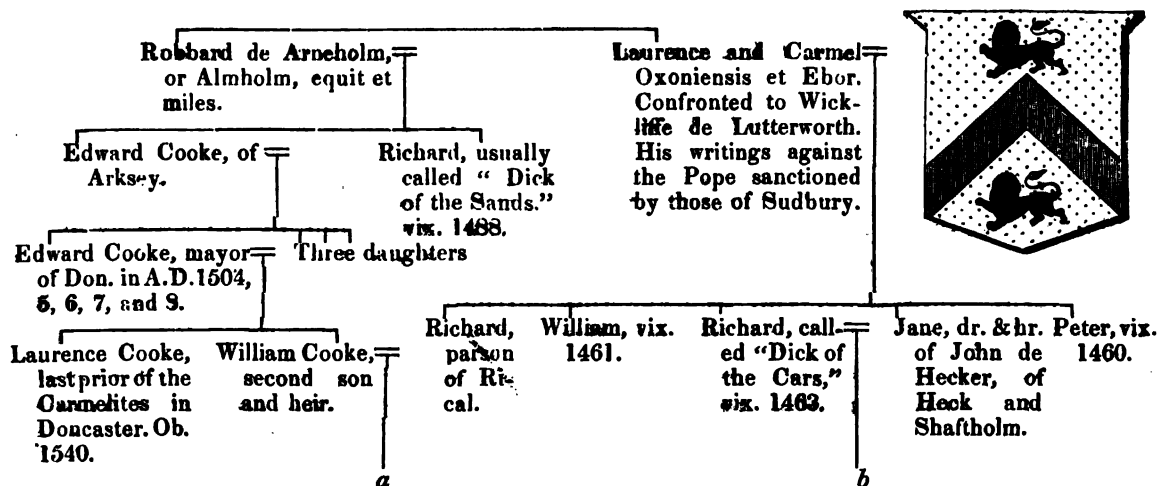 Robbard de Arneholm,=
or Almholm, equit et
miles.
Laurence and Carmel=
Oxoniensis et Ebor.
Confronted to Wick-
liffe de Lutterworth.
His writings against
the Pope sanctioned
by those of Sudbury.
Edward Cooke, of =
Arksey.
Richard, usually
called “ Dick
of the Sands.”
vix. 1488.
Edward Cooke, mayor=
of Don. in A.D. 1504,
5, 6, 7, and 9.
Three daughters
Laurence Cooke,
last prior of the
Carmelites in
Doncaster. Ob.
1540.
William Cooke,=
second son
and heir.
a
Richard,
parson
of Ri-
cal.
William, vix.
1461.
Richard, call-=
ed “Dick of
the Cars,”
vix. 1463.
b
Jane, dr. & hr.
of John de
Hecker, of
Heck and
Shaftholm.
Peter, vix.
1460.